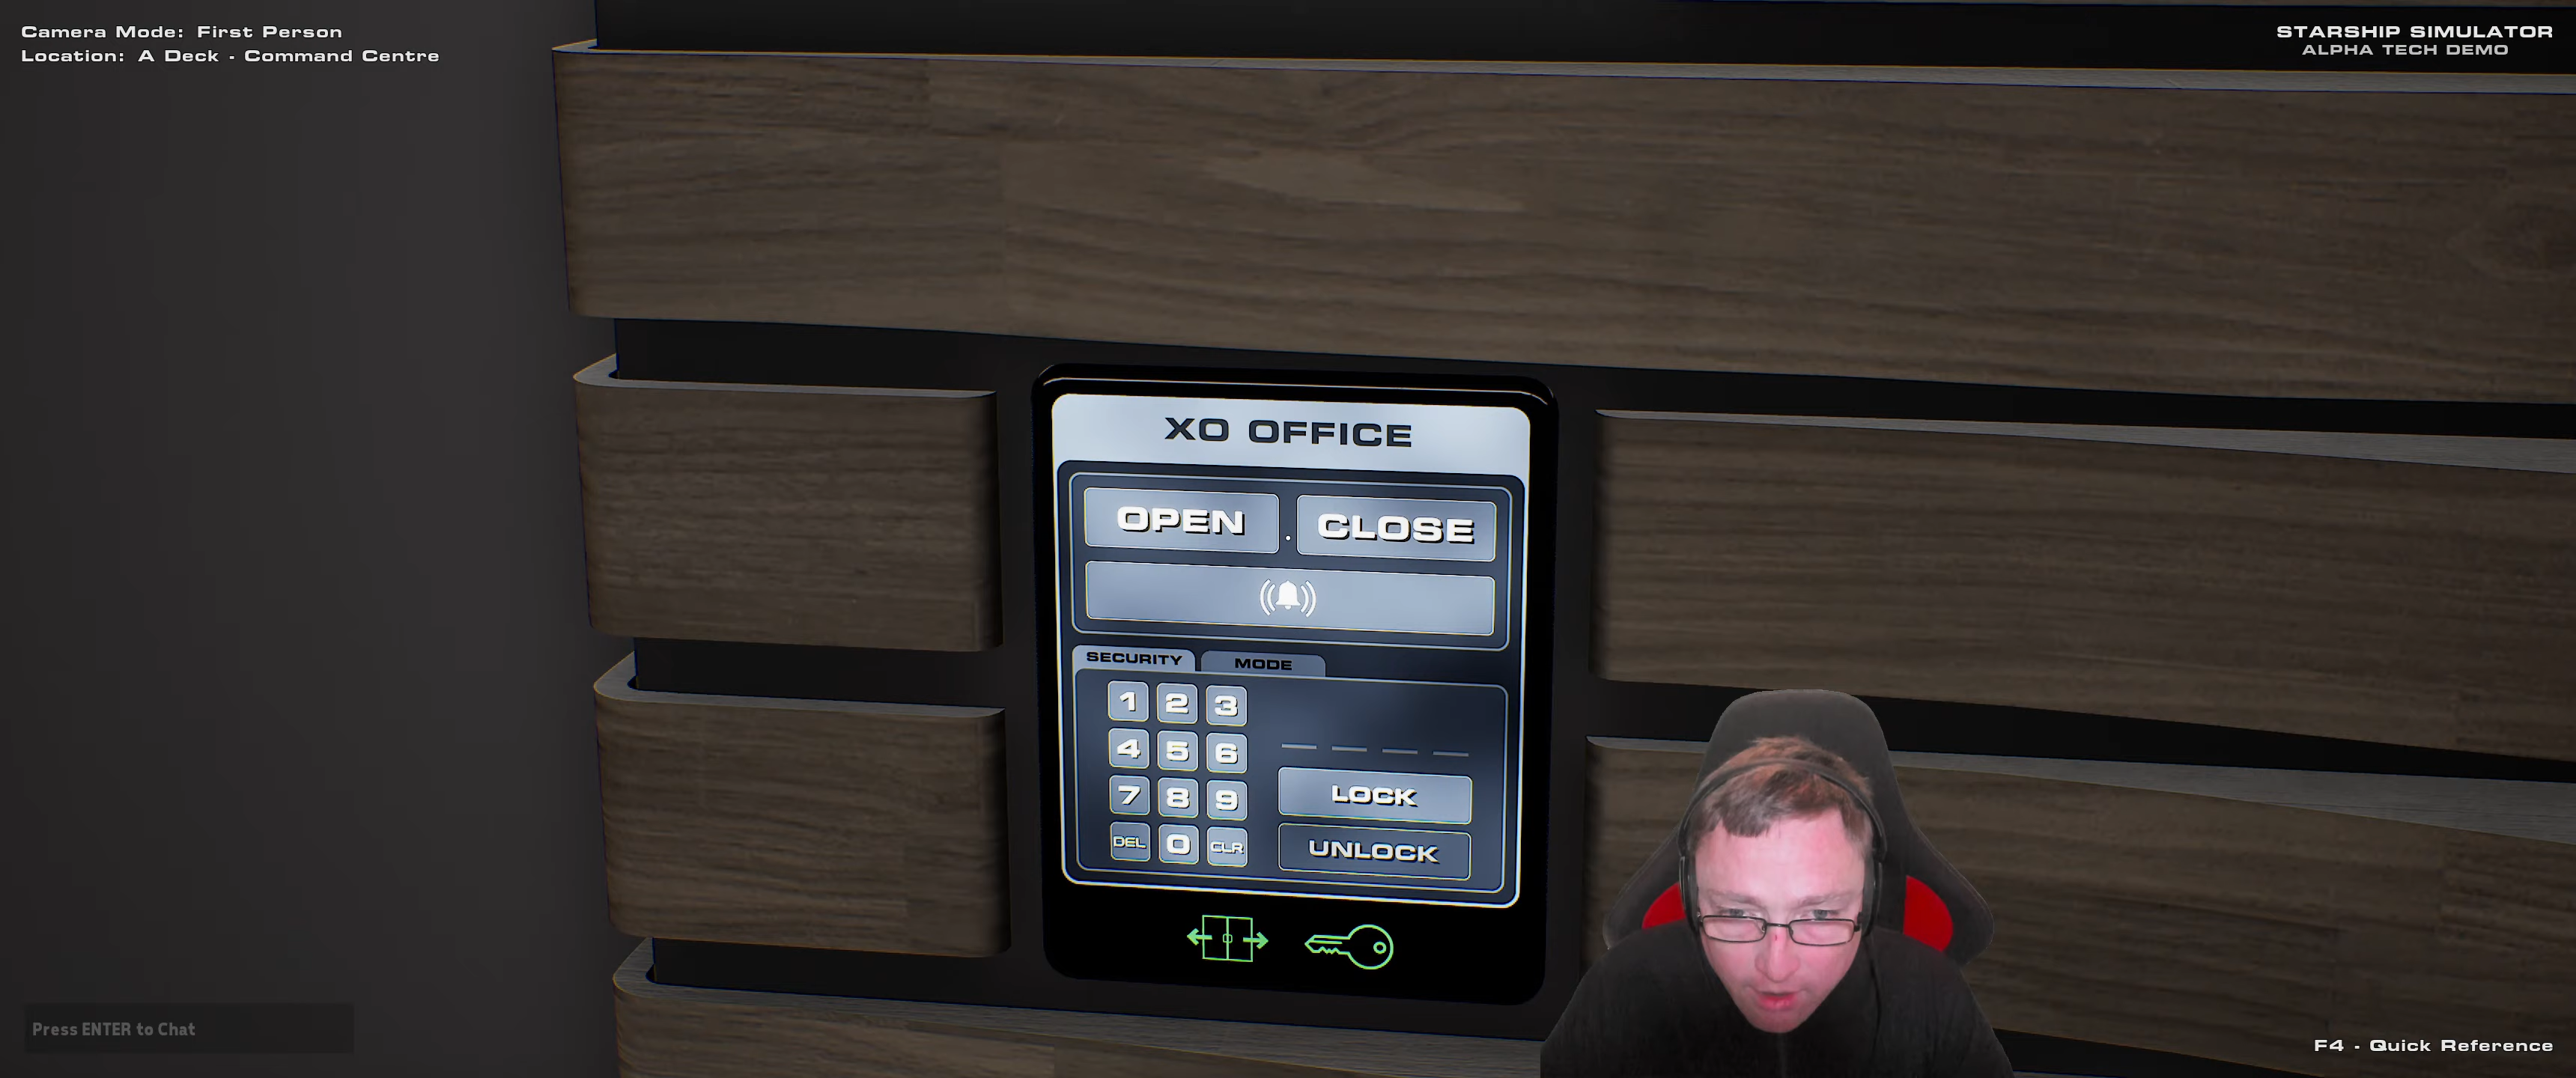 Camera Mode: First Person
Location: A Deck - Command Centre
STARSHIP SIMULATOR
ALPHA TECH DEMO
XO OFFICE
OPEN
CLOSE
SECURITY
MODE
1 2 3
4 5 6
7 8 9
DEL 0 CLR
LOCK
UNLOCK
Press ENTER to Chat
F4 - Quick Reference